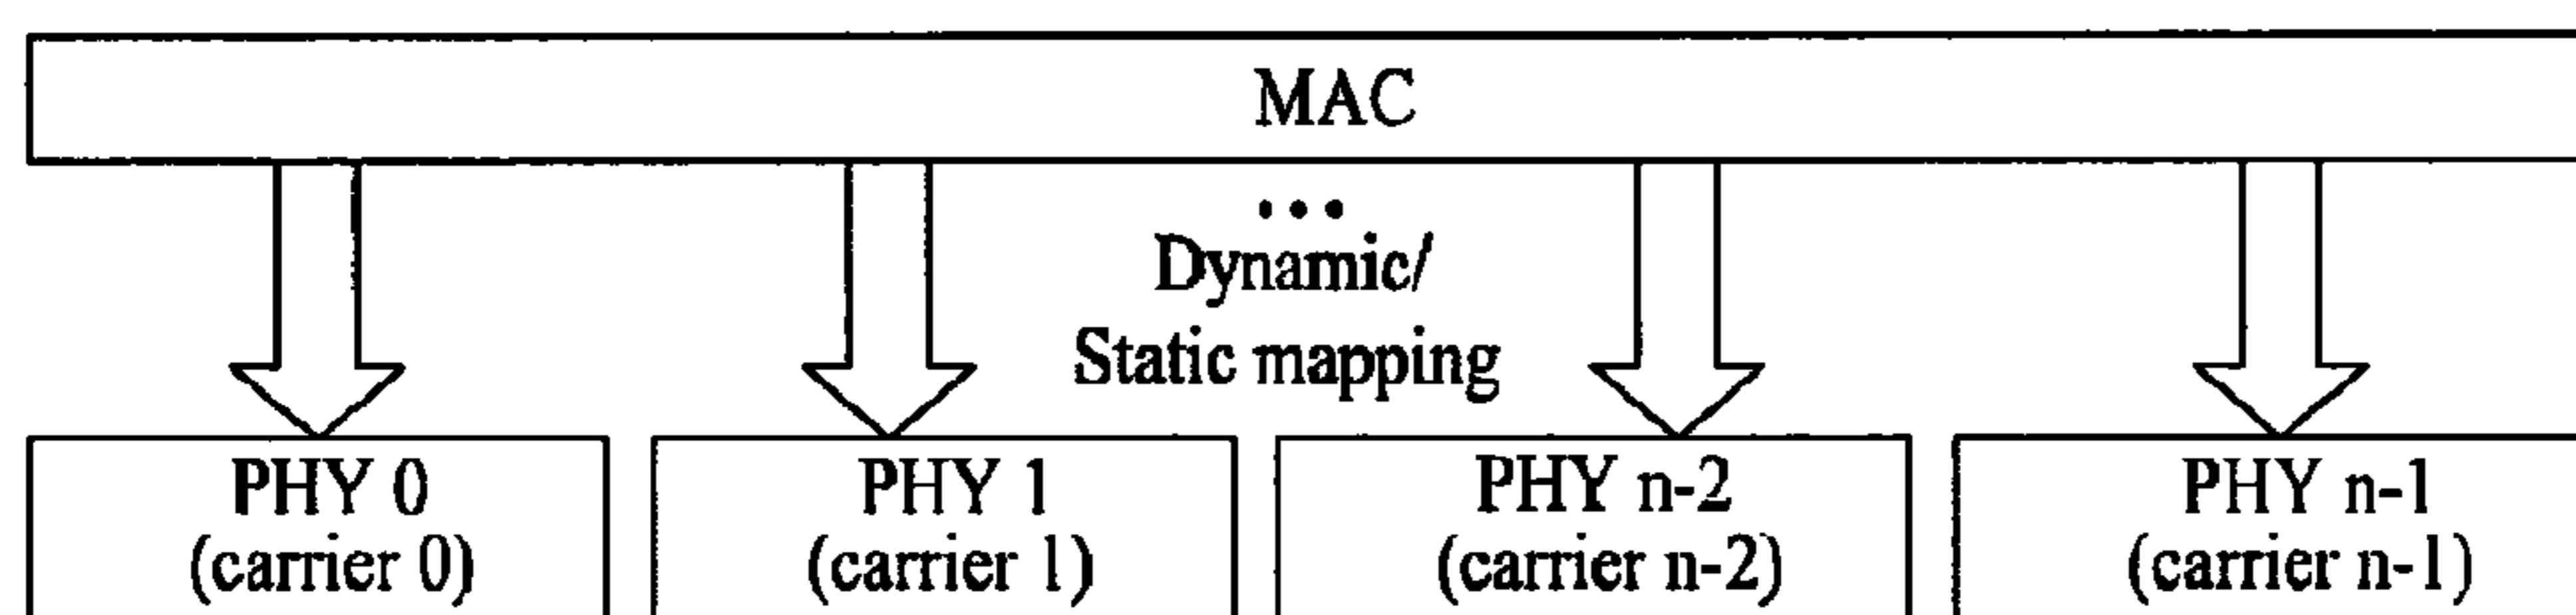 MAC
•••
Dynamic/
Static mapping
PHY 0
(carrier 0)
PHY 1
(carrier 1)
PHY n-2
(carrier n-2)
PHY n-1
(carrier n-1)